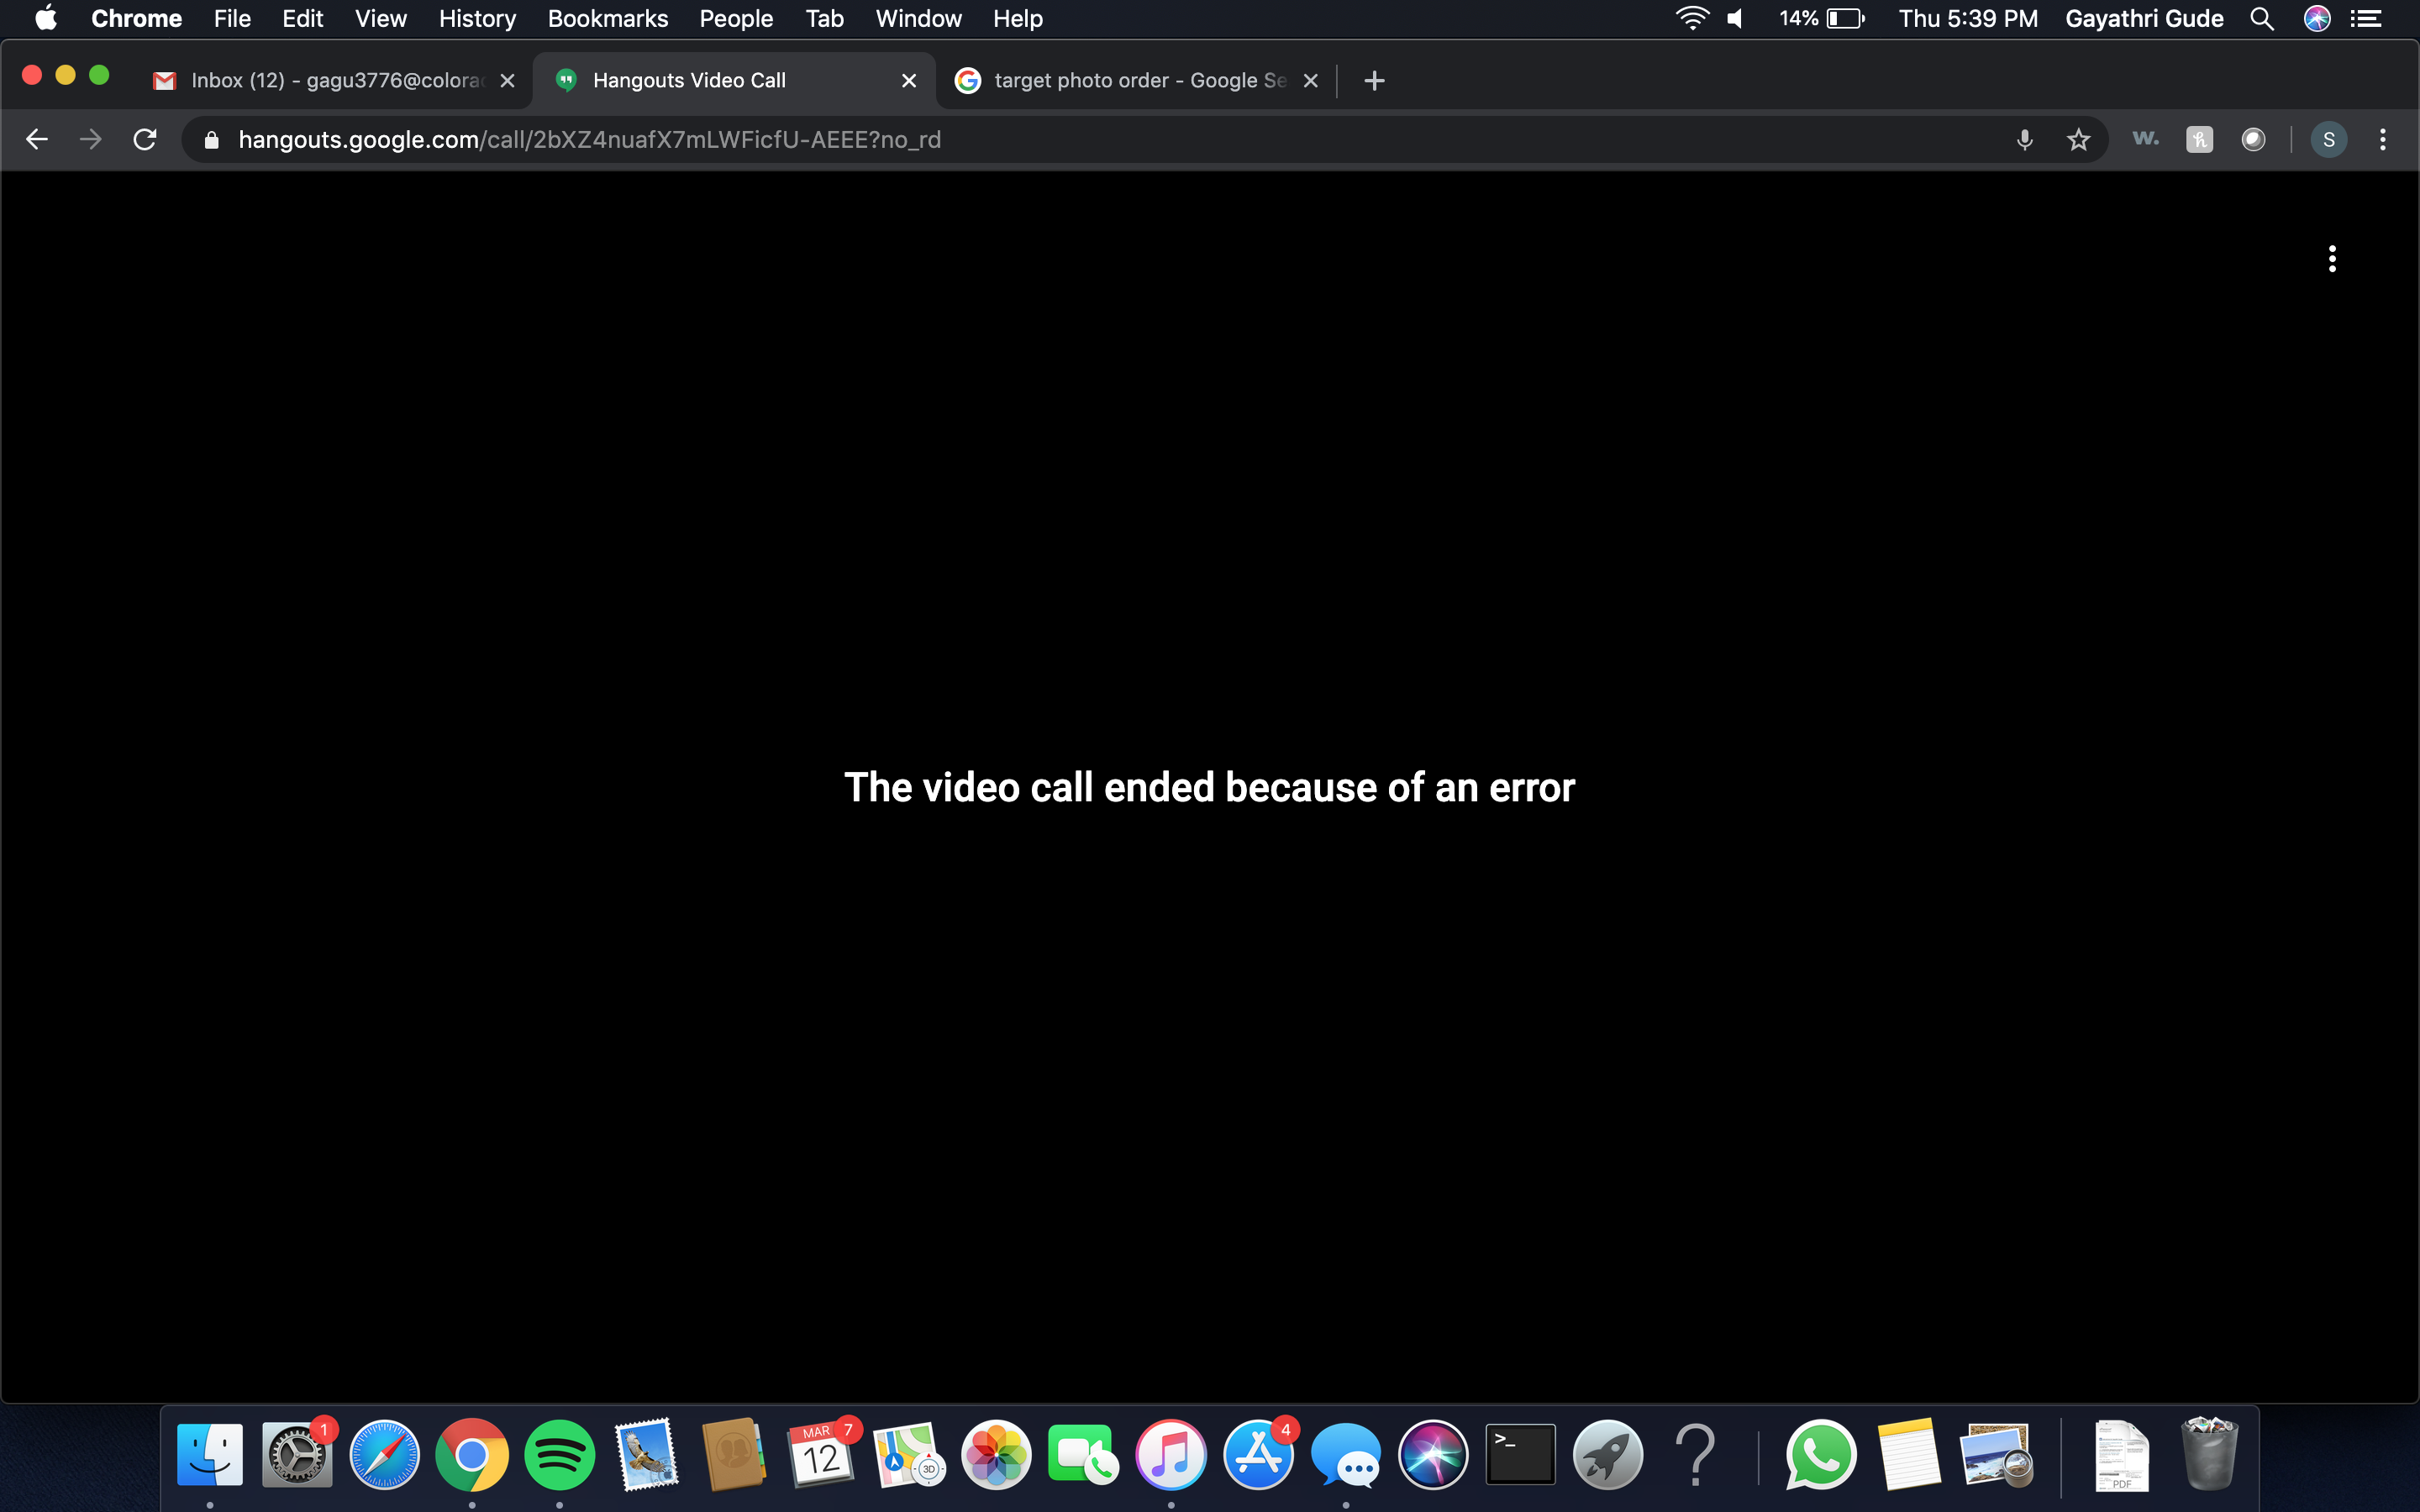 Chrome File Edit View History Bookmarks People Tab Window Help 14% Thu 5:39 PM Gayathri Gude
Inbox (12) - gagu3776@colora Hangouts Video Call target photo order - Google Se
hangouts.google.com/call/2bXZ4nuafX7mLWFicfU-AEEE?no_rd w. h S
The video call ended because of an error
1 MAR 12 7 3D 4 >_ ? PDF